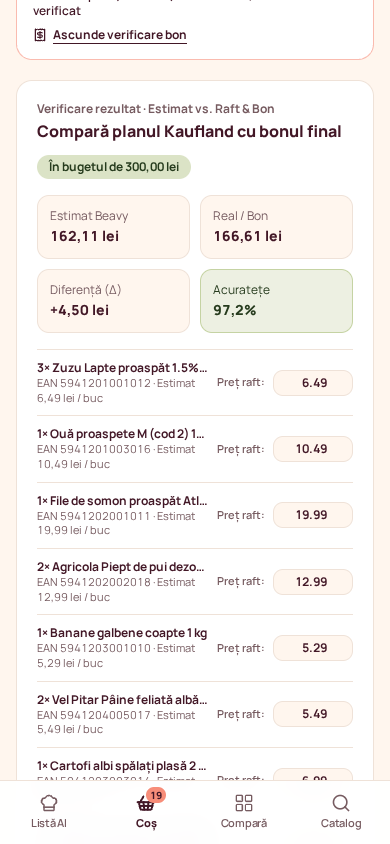 verificat
Ascunde verificare bon
Verificare rezultat · Estimat vs. Raft & Bon
Compară planul Kaufland cu bonul final
În bugetul de 300,00 lei
Estimat Beavy
162,11 lei
Real / Bon
166,61 lei
Diferență (Δ)
+4,50 lei
Acuratețe
97,2%
3× Zuzu Lapte proaspăt 1.5%...
EAN 5941201001012 · Estimat
6,49 lei / buc
Preț raft:
6.49
1× Ouă proaspete M (cod 2) 1...
EAN 5941201003016 · Estimat
10,49 lei / buc
Preț raft:
10.49
1× File de somon proaspăt Atl...
EAN 5941202001011 · Estimat
19,99 lei / buc
Preț raft:
19.99
2× Agricola Piept de pui dezo...
EAN 5941202002018 · Estimat
12,99 lei / buc
Preț raft:
12.99
1× Banane galbene coapte 1 kg
EAN 5941203001010 · Estimat
5,29 lei / buc
Preț raft:
5.29
2× Vel Pitar Pâine feliată albă...
EAN 5941204005017 · Estimat
5,49 lei / buc
Preț raft:
5.49
1× Cartofi albi spălați plasă 2 ...
19
Listă AI
Coș
Compară
Catalog